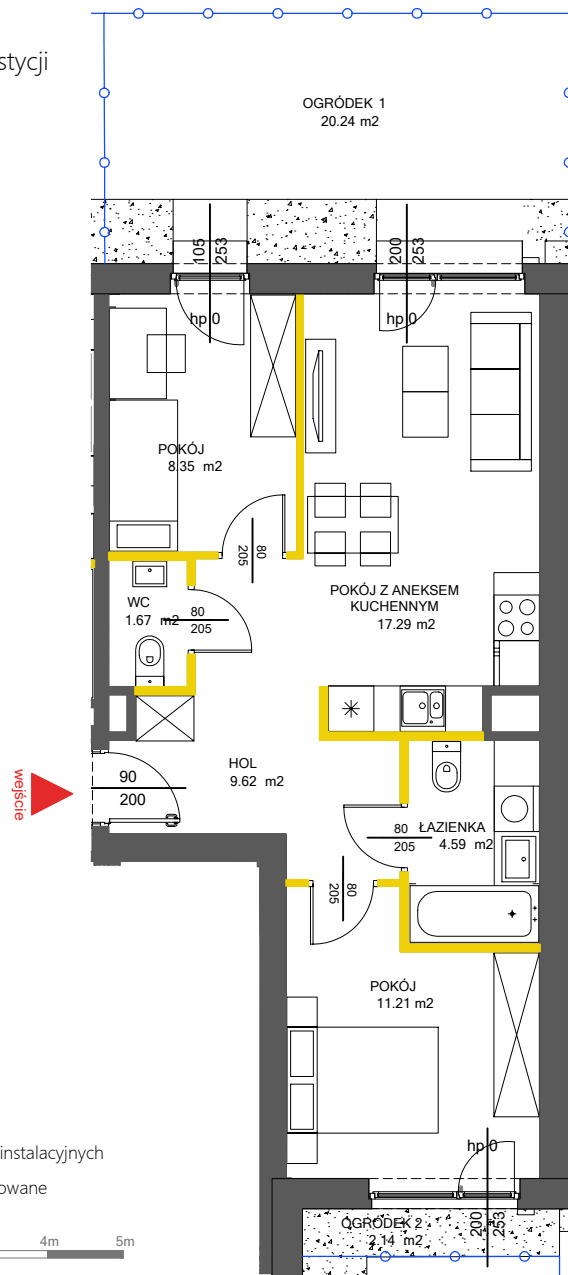 stycji
OGRÓDEK 1
20.24 m2
105
253
200
253
hp 0
hp 0
POKÓJ
8.35 m2
80
205
WC
1.67 m2
80
205
POKÓJ Z ANEKSEM
KUCHENNYM
17.29 m2
HOL
9.62 m2
wejście
90
200
80
205
ŁAZIENKA
4.59 m2
80
205
POKÓJ
11.21 m2
hp 0
instalacyjnych
owane
OGRÓDEK 2
2.14 m2
200
253
4m
5m